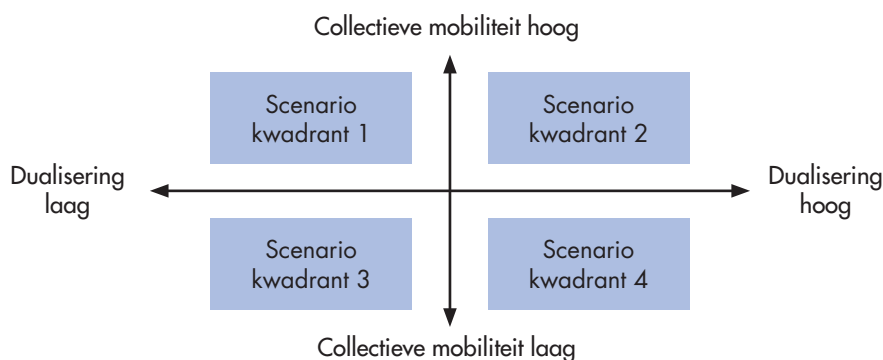 Collectieve mobiliteit hoog
Scenario
kwadrant 1
Scenario
kwadrant 2
Dualisering
laag
Dualisering
hoog
Scenario
kwadrant 3
Scenario
kwadrant 4
Collectieve mobiliteit laag